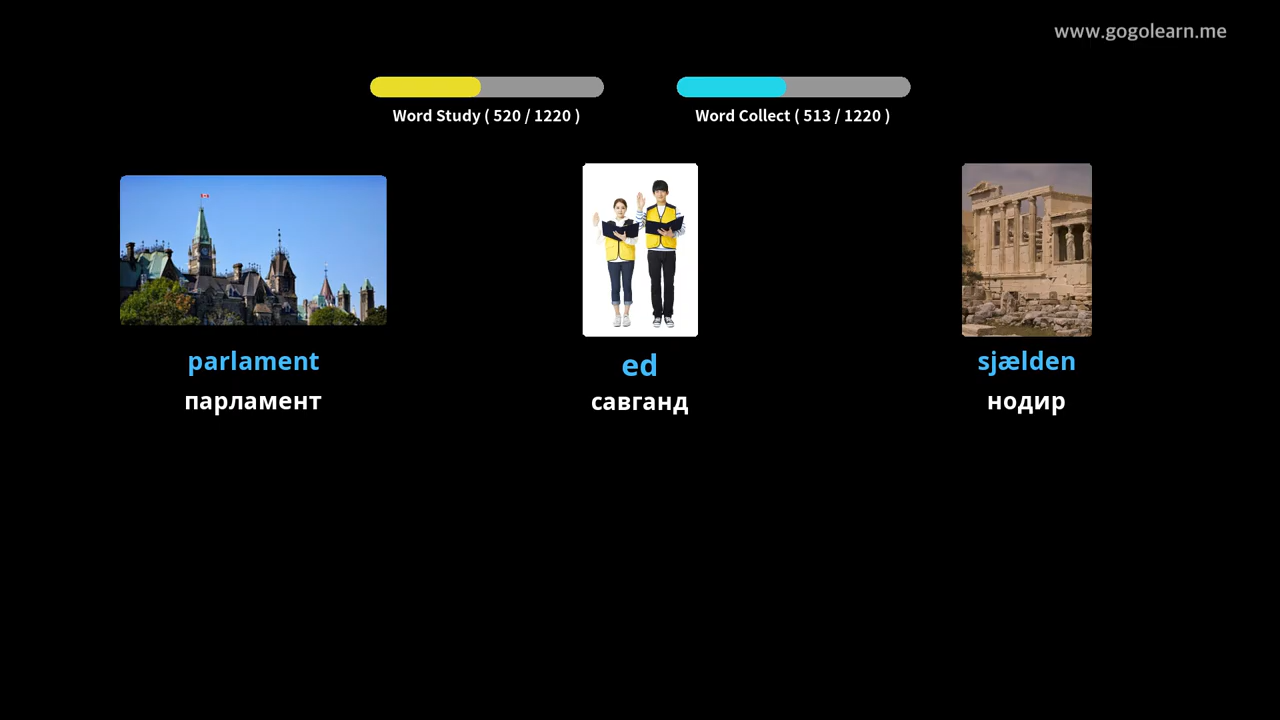 www.gogolearn.me
Word Study ( 520 / 1220 )
Word Collect ( 513 / 1220 )
parlament
парламент
ed
савганд
sjælden
нодир